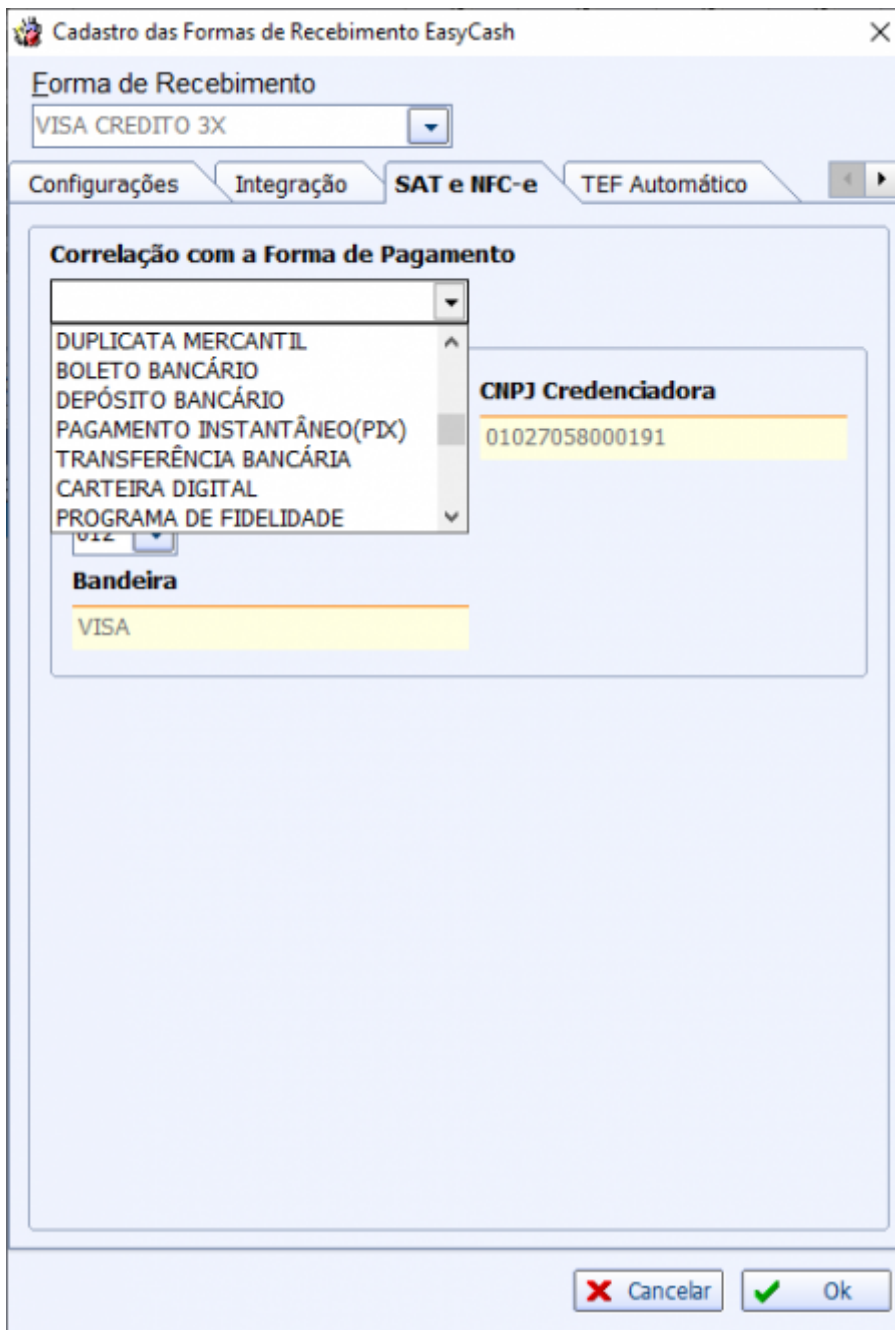 Cadastro das Formas de Recebimento EasyCash
Forma de Recebimento
VISA CREDITO 3X
Configurações Integração SAT e NFC-e TEF Automático
Correlação com a Forma de Pagamento
DUPLICATA MERCANTIL
BOLETO BANCÁRIO
DEPÓSITO BANCÁRIO
PAGAMENTO INSTANTÂNEO(PIX)
TRANSFERÊNCIA BANCÁRIA
CARTEIRA DIGITAL
PROGRAMA DE FIDELIDADE
CNPJ Credenciadora
01027058000191
012
Bandeira
VISA
Cancelar Ok